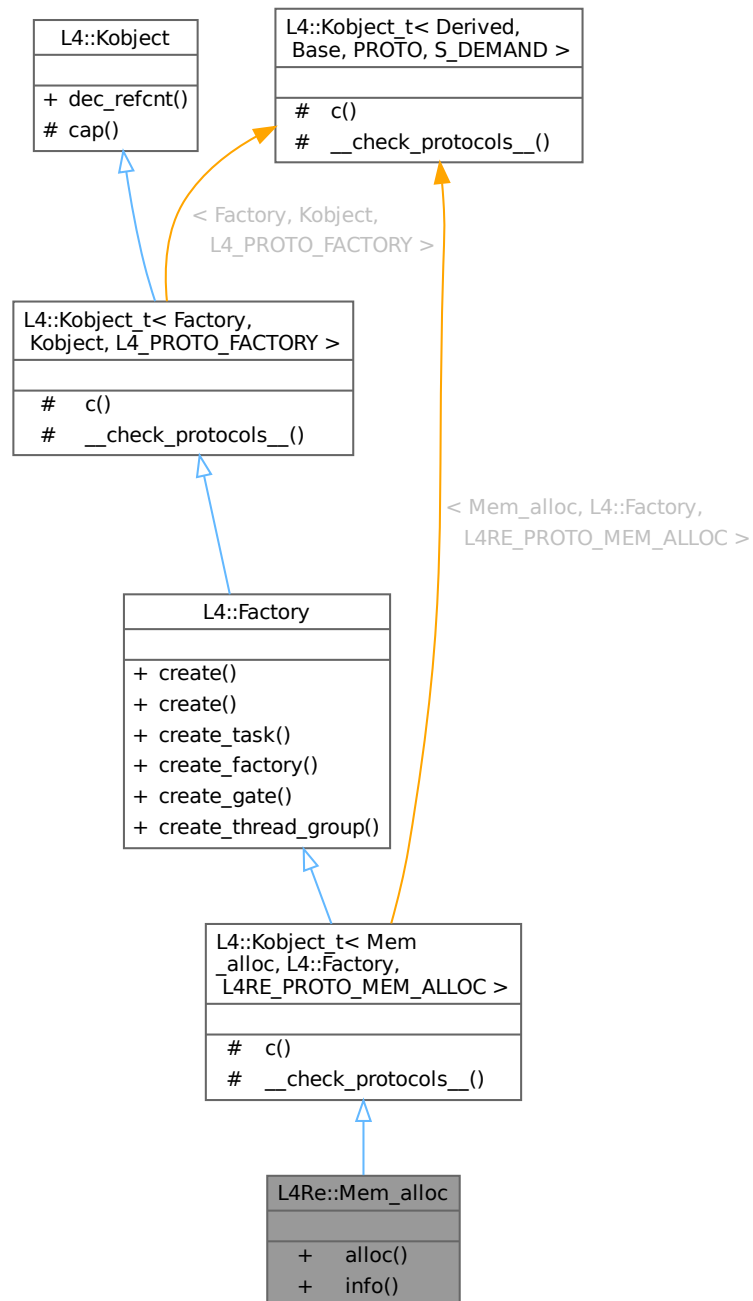 L4::Kobject
+ dec_refcnt()
# cap()
L4::Kobject_t< Derived,
Base, PROTO, S_DEMAND >
# c()
# __check_protocols__()
< Factory, Kobject,
L4_PROTO_FACTORY >
L4::Kobject_t< Factory,
Kobject, L4_PROTO_FACTORY >
# c()
# __check_protocols__()
< Mem_alloc, L4::Factory,
L4RE_PROTO_MEM_ALLOC >
L4::Factory
+ create()
+ create()
+ create_task()
+ create_factory()
+ create_gate()
+ create_thread_group()
L4::Kobject_t< Mem
_alloc, L4::Factory,
L4RE_PROTO_MEM_ALLOC >
# c()
# __check_protocols__()
L4Re::Mem_alloc
+ alloc()
+ info()